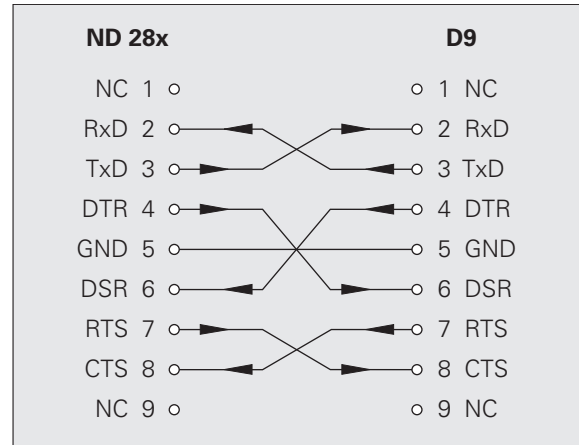 ND 28x D9
NC 1 1 NC
RxD 2 2 RxD
TxD 3 3 TxD
DTR 4 4 DTR
GND 5 5 GND
DSR 6 6 DSR
RTS 7 7 RTS
CTS 8 8 CTS
NC 9 9 NC